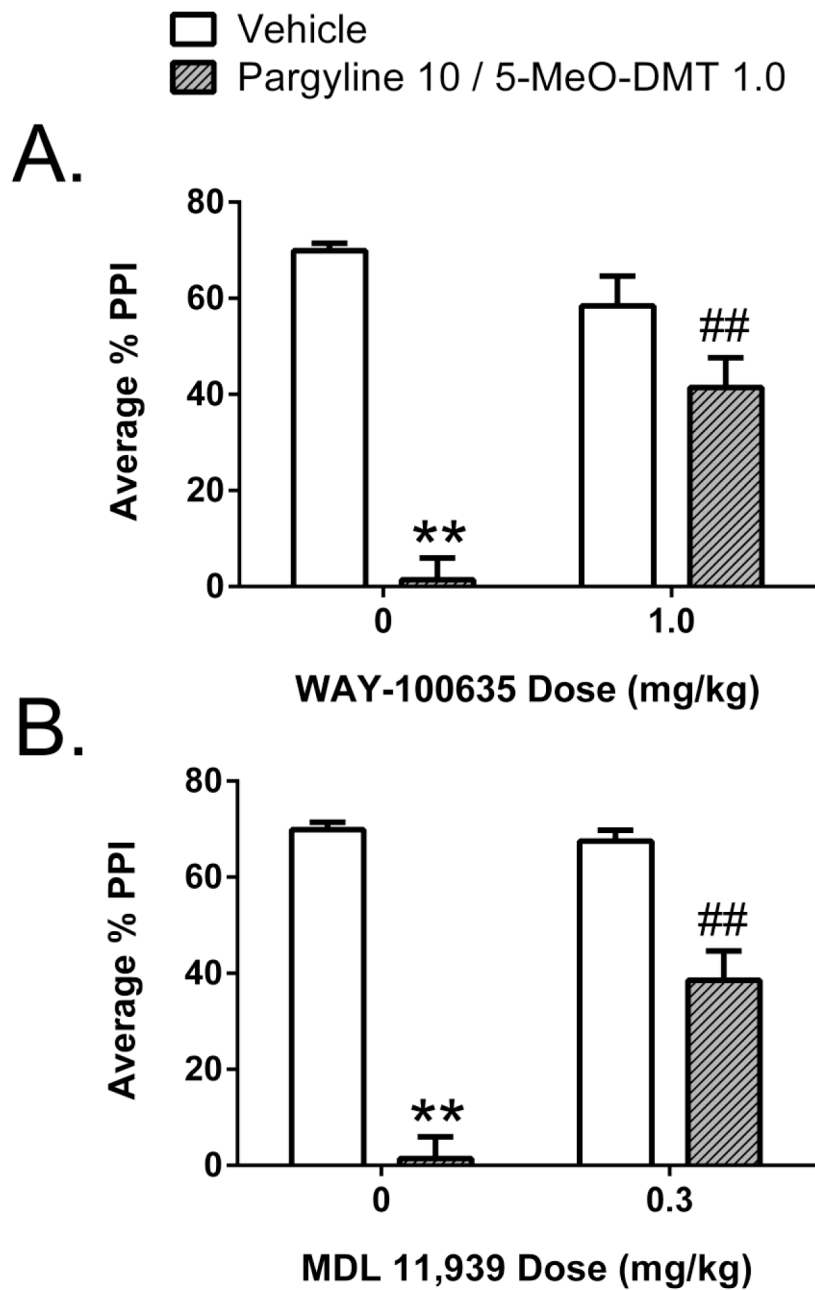 Vehicle
Pargyline 10 / 5-MeO-DMT 1.0
A.
Average % PPI
80
60
40
20
0
**
##
0 1.0
WAY-100635 Dose (mg/kg)
B.
Average % PPI
80
60
40
20
0
**
##
0 0.3
MDL 11,939 Dose (mg/kg)